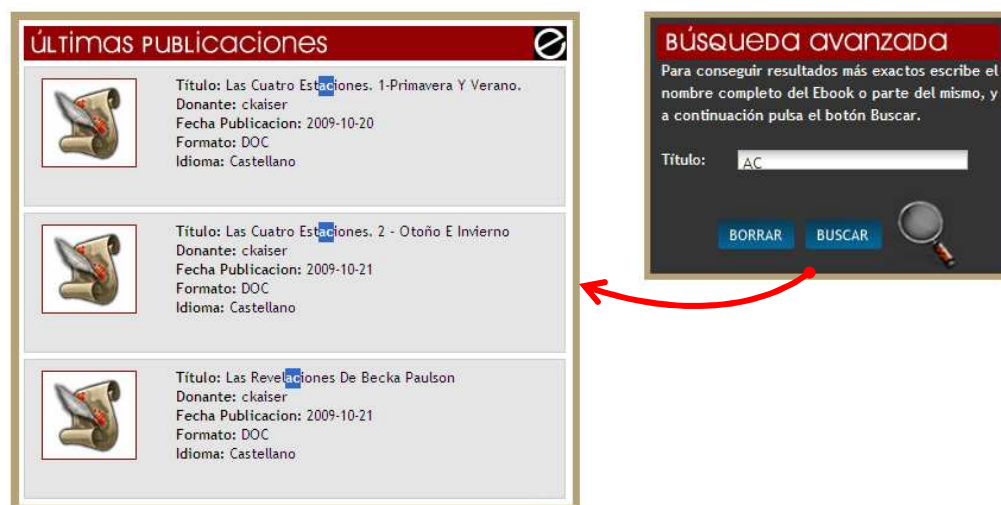 últimas publicaciones
Título: Las Cuatro Estaciones. 1-Primavera Y Verano.
Donante: ckaiser
Fecha Publicacion: 2009-10-20
Formato: DOC
Idioma: Castellano
Título: Las Cuatro Estaciones. 2 - Otoño E Invierno
Donante: ckaiser
Fecha Publicacion: 2009-10-21
Formato: DOC
Idioma: Castellano
Título: Las Revelaciones De Becka Paulson
Donante: ckaiser
Fecha Publicacion: 2009-10-21
Formato: DOC
Idioma: Castellano
Búsqueda avanzada
Para conseguir resultados más exactos escribe el
nombre completo del Ebook o parte del mismo, y
a continuación pulsa el botón Buscar.
Título: AC
BORRAR BUSCAR